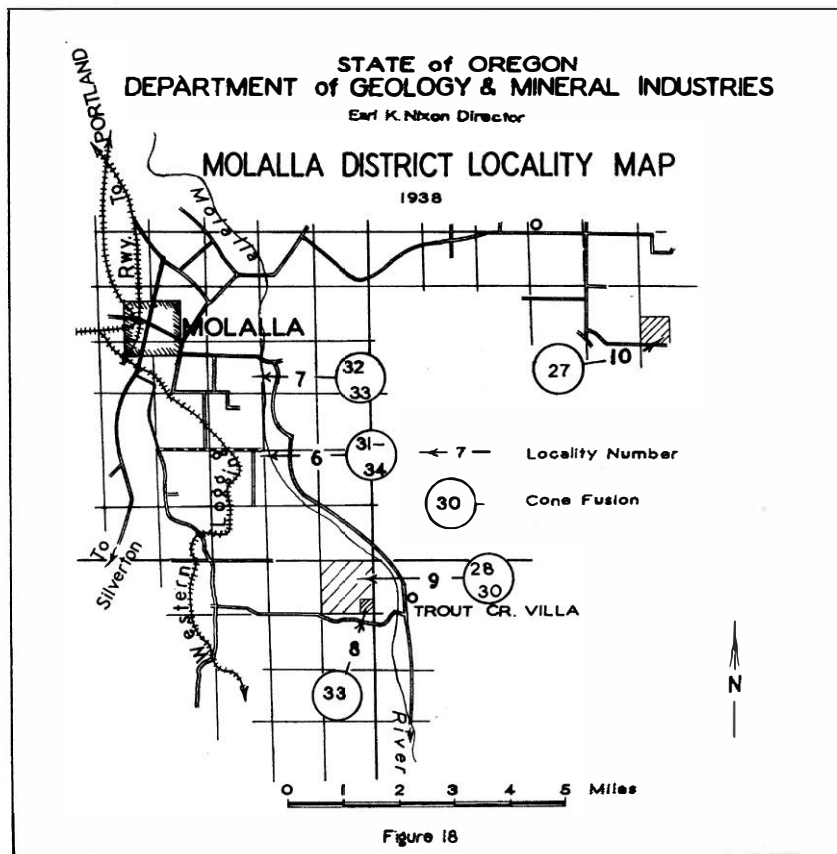 STATE of OREGON
DEPARTMENT of GEOLOGY & MINERAL INDUSTRIES
Earl K. Nixon Director
MOLALLA DISTRICT LOCALITY MAP
1938
To PORTLAND
Rwy.
Molalla
MOLALLA
10
27
7
32
33
6
31-
34
7
Locality Number
30
Cone Fusion
Logging
To Silverton
Western
9
28
30
TROUT CR. VILLA
8
33
River
N
0 1 2 3 4 5 Miles
Figure 18